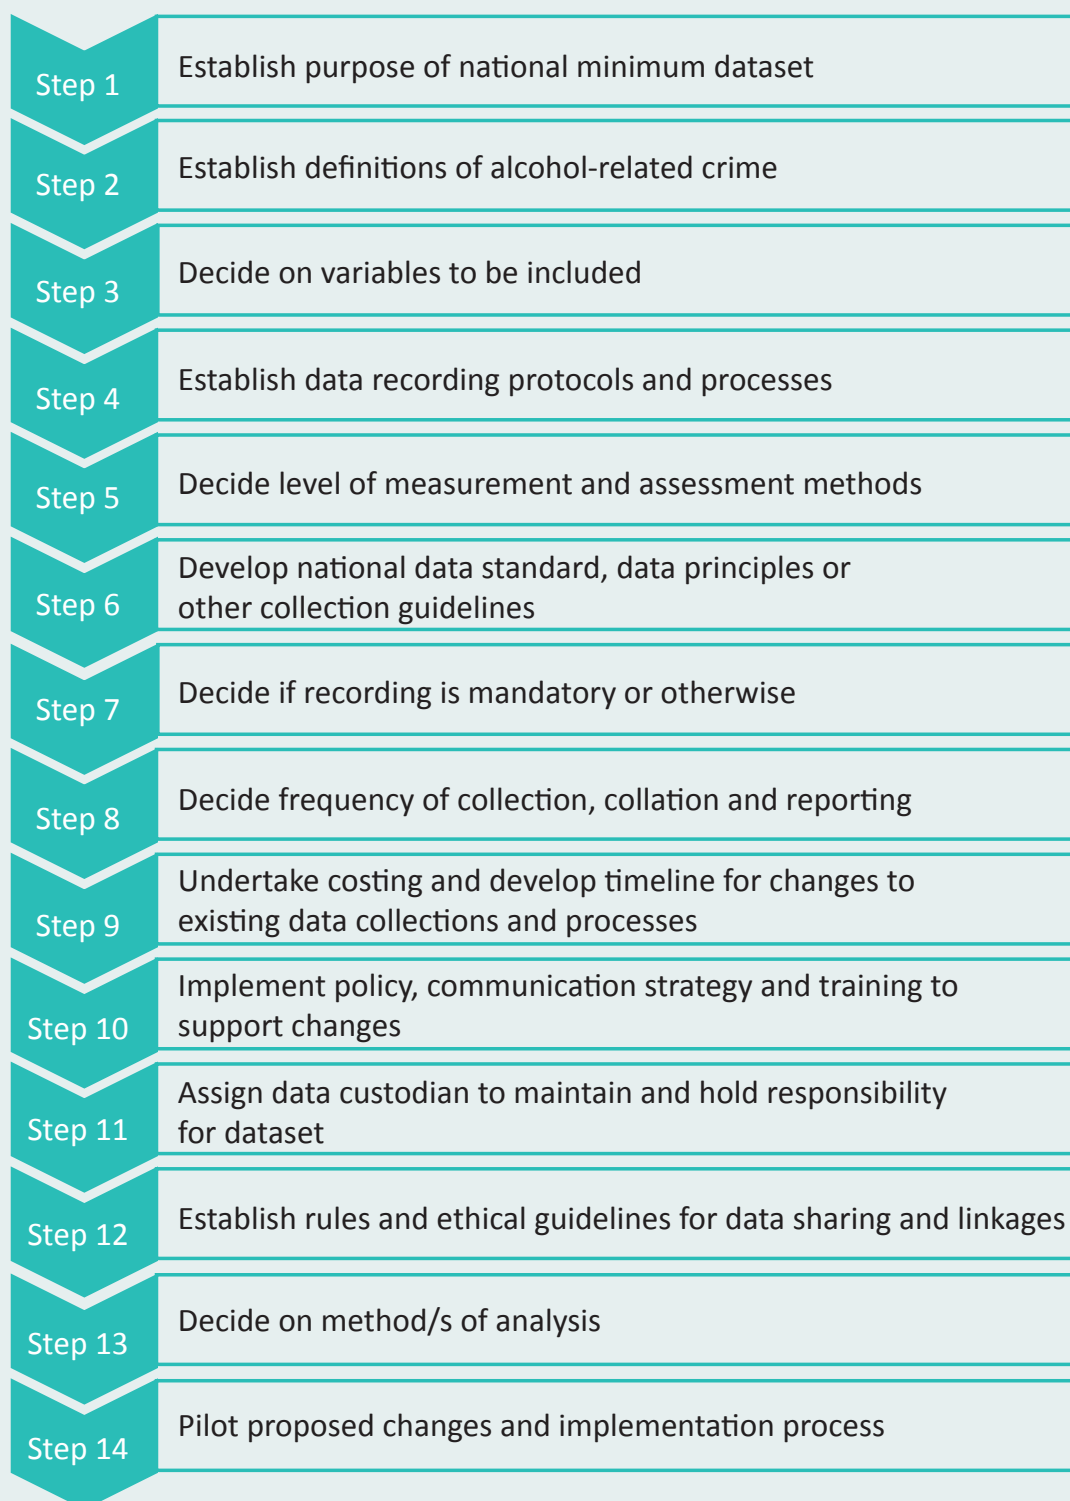 Step 1
Establish purpose of national minimum dataset
Step 2
Establish definitions of alcohol-related crime
Step 3
Decide on variables to be included
Step 4
Establish data recording protocols and processes
Step 5
Decide level of measurement and assessment methods
Step 6
Develop national data standard, data principles or
other collection guidelines
Step 7
Decide if recording is mandatory or otherwise
Step 8
Decide frequency of collection, collation and reporting
Step 9
Undertake costing and develop timeline for changes to
existing data collections and processes
Step 10
Implement policy, communication strategy and training to
support changes
Step 11
Assign data custodian to maintain and hold responsibility
for dataset
Step 12
Establish rules and ethical guidelines for data sharing and linkages
Step 13
Decide on method/s of analysis
Step 14
Pilot proposed changes and implementation process